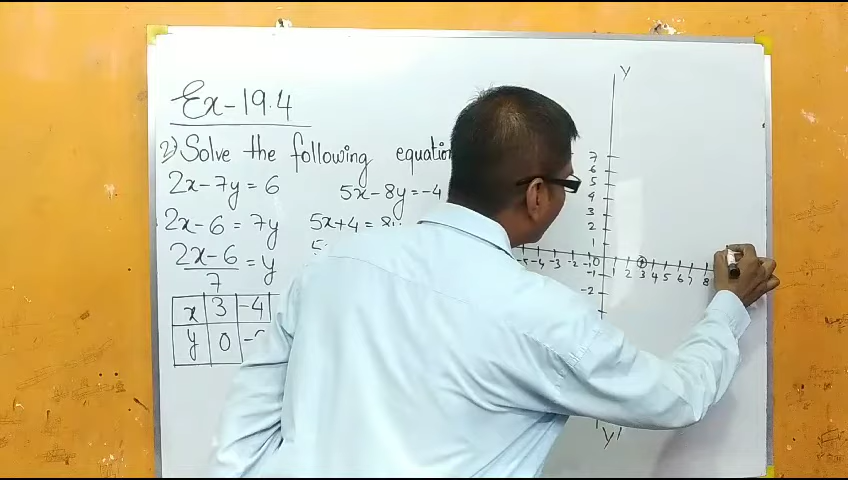 Ex-19.4
2) Solve the following equation
2x-7y=6
5x-8y=-4
2x-6=7y
5x+4=8y
2x-6
7
=y
x 3 -4
y 0
Y
7
6
5
4
3
2
1
-5 -4 -3 -2 -1 0 1 2 3 4 5 6 7 8
-1
-2
Y'